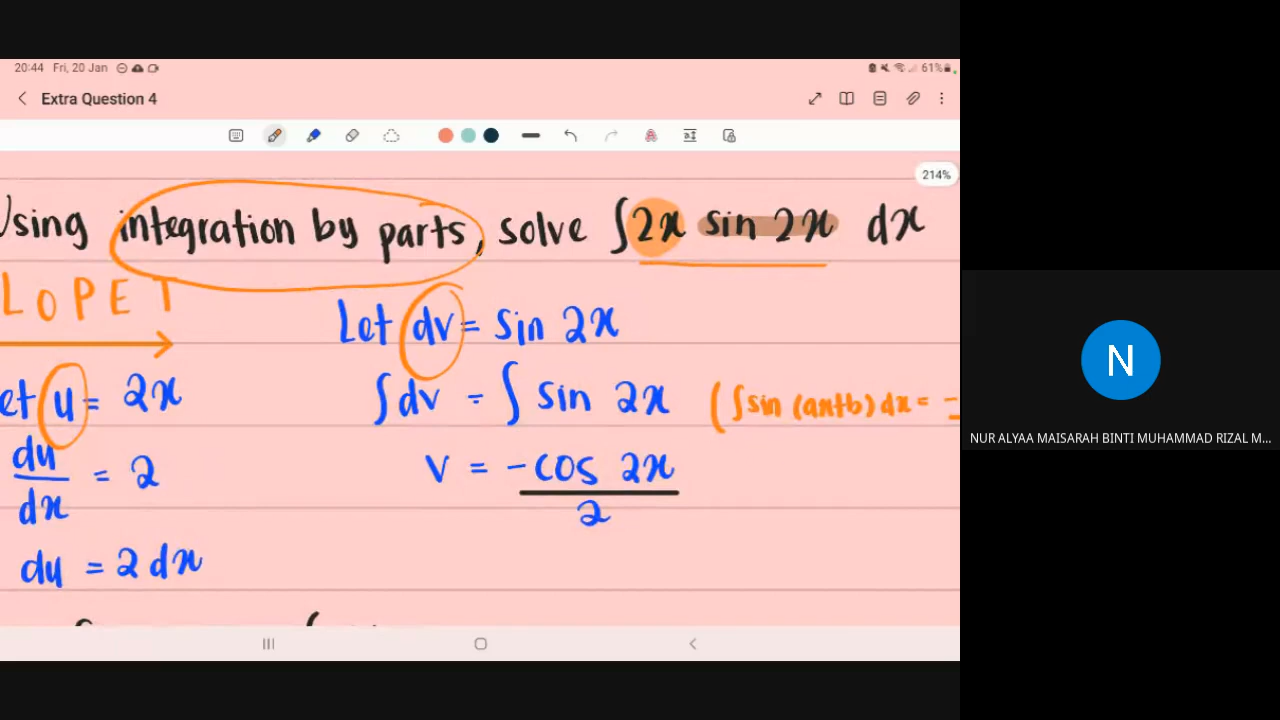 20:44 Fri, 20 Jan 61%
Extra Question 4
214%
Using integration by parts, solve ∫ 2x sin 2x dx
LOPET
Let dv = sin 2x
let u = 2x
∫ dv = ∫ sin 2x (∫ sin (ax+b) dx = -
du/dx = 2
v = -cos 2x / 2
du = 2 dx
N
NUR ALYAA MAISARAH BINTI MUHAMMAD RIZAL M...